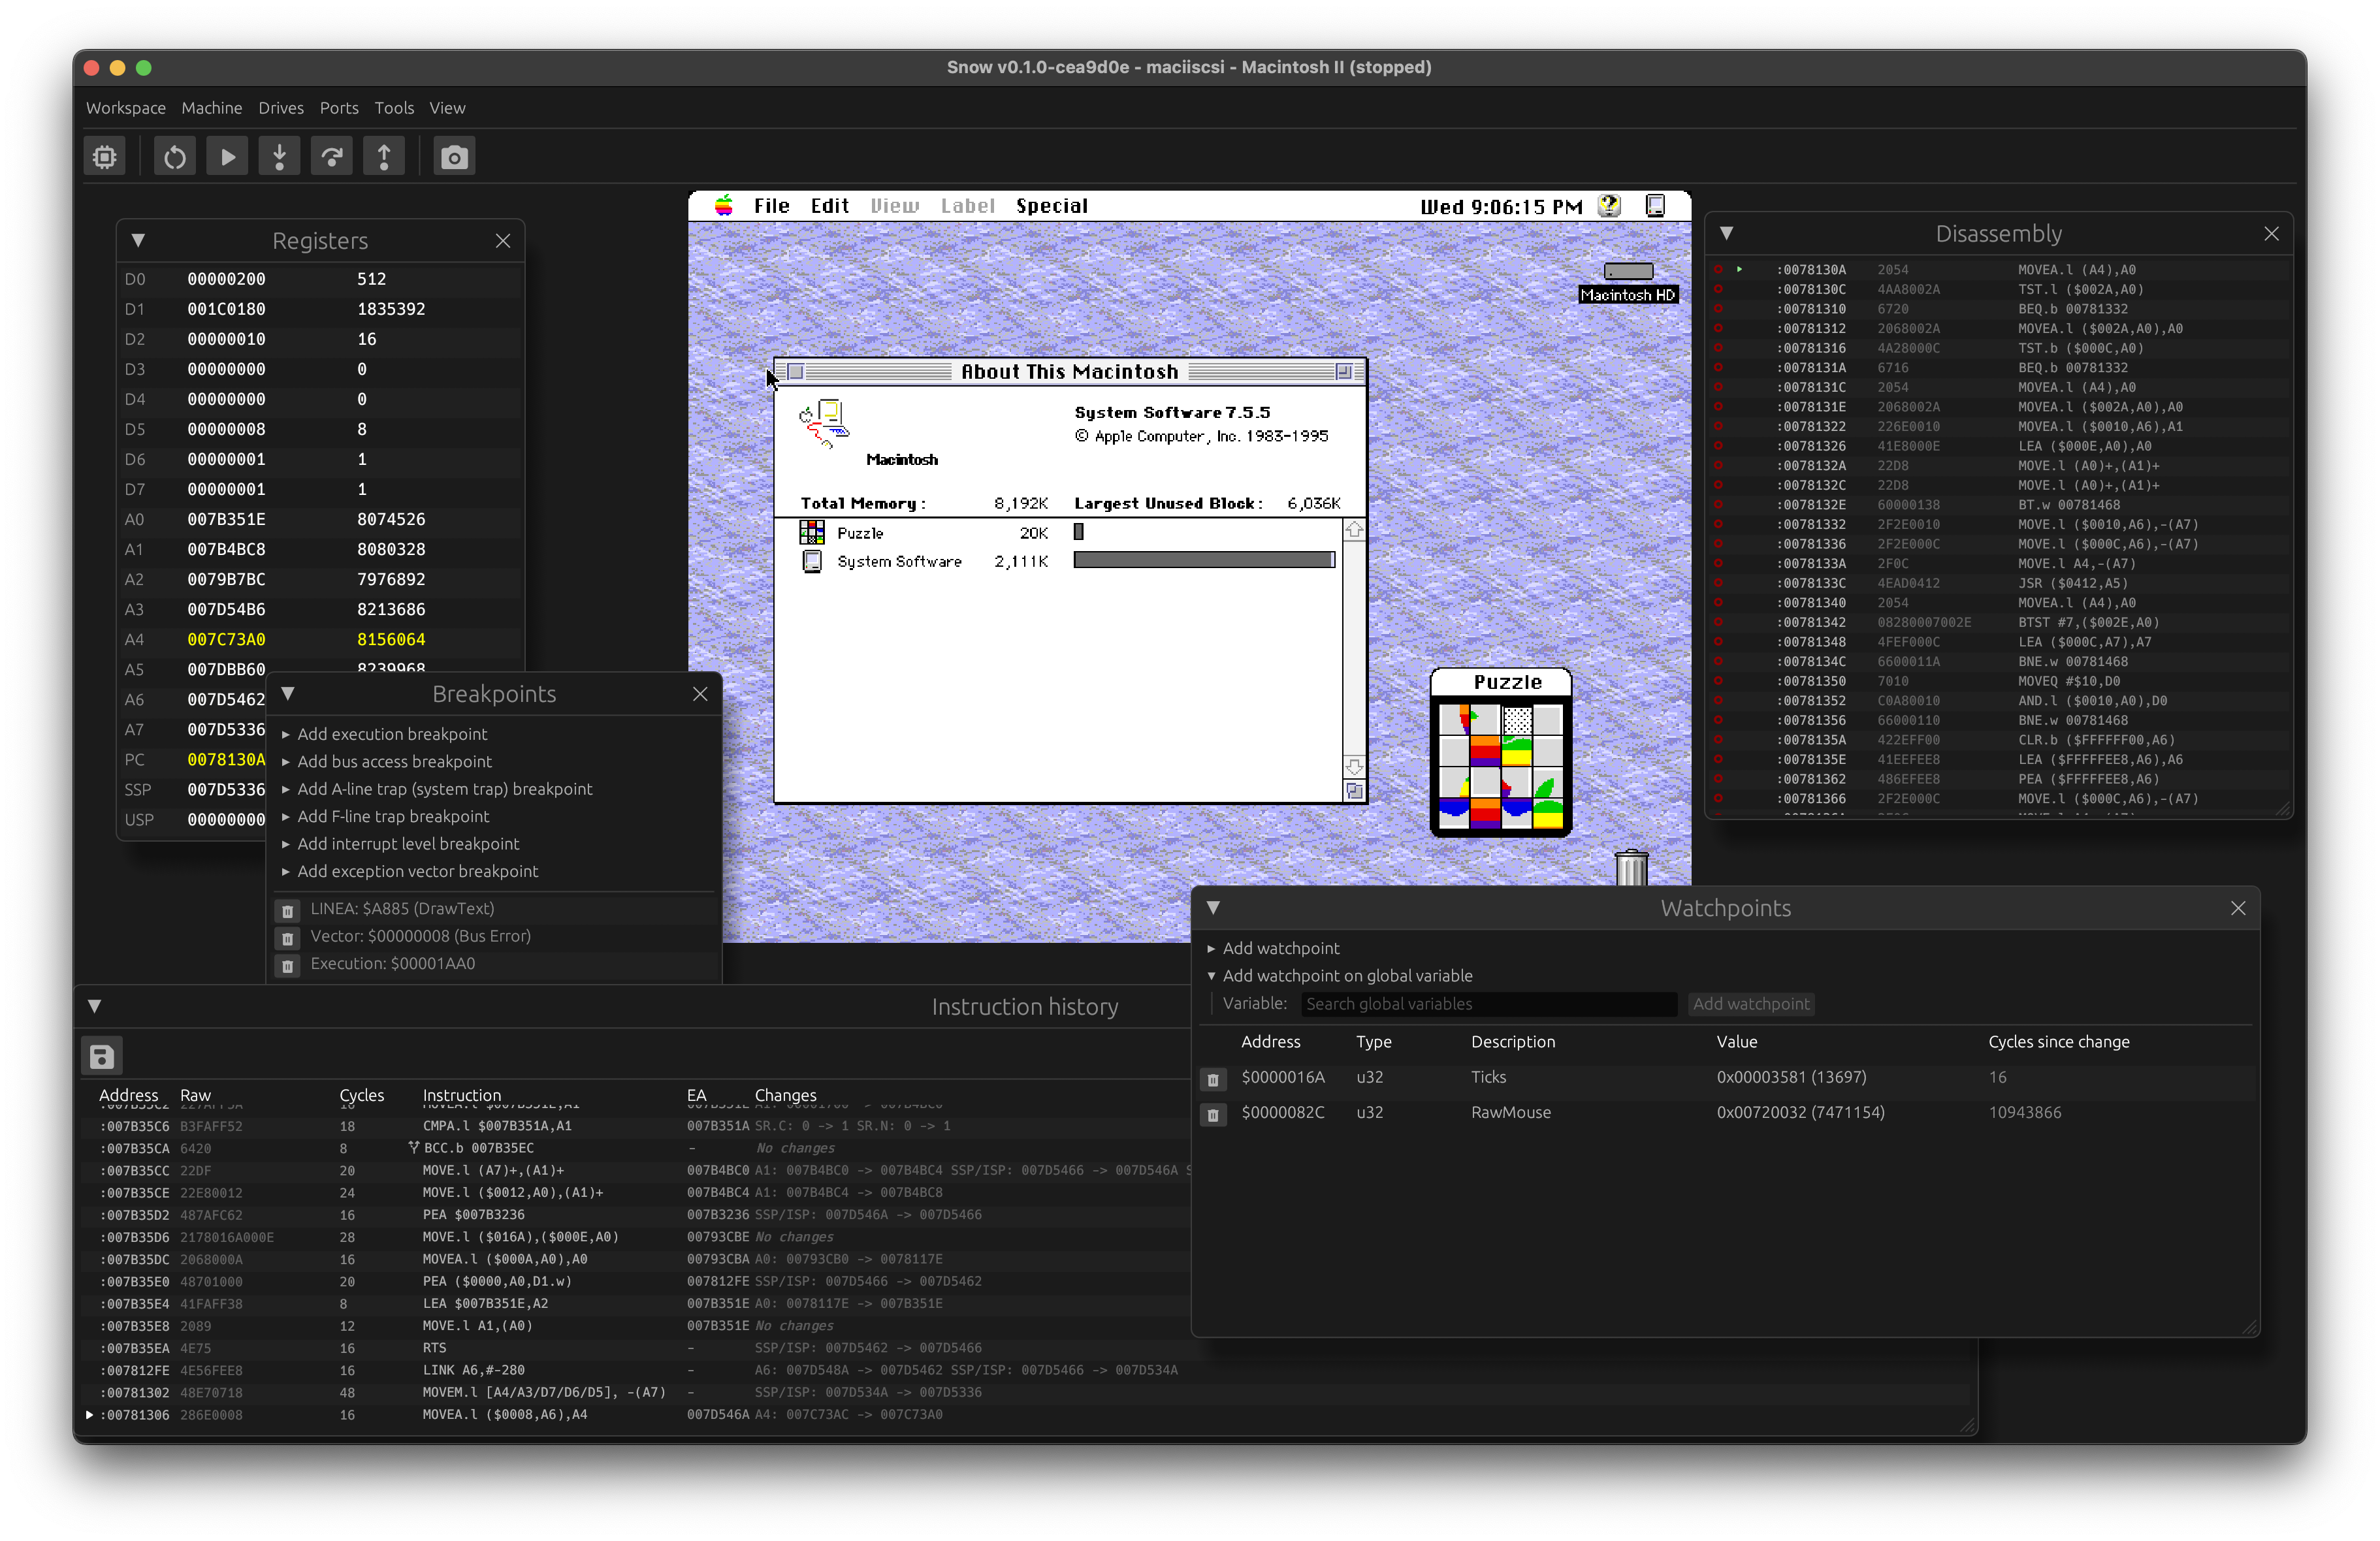 Snow v0.1.0-cea9d0e - maciiscsi - Macintosh II (stopped)
Workspace Machine Drives Ports Tools View
File Edit View Label Special Wed 9:06:15 PM
Macintosh HD
Registers
D0 00000200 512
D1 001C0180 1835392
D2 00000010 16
D3 00000000 0
D4 00000000 0
D5 00000008 8
D6 00000001 1
D7 00000001 1
A0 007B351E 8074526
A1 007B4BC8 8080328
A2 0079B7BC 7976892
A3 007D54B6 8213686
A4 007C73A0 8156064
A5 007DBB60 8239968
A6 007D5462
A7 007D5336
PC 0078130A
SSP 007D5336
USP 00000000
About This Macintosh
System Software 7.5.5
© Apple Computer, Inc. 1983-1995
Macintosh
Total Memory : 8,192K Largest Unused Block : 6,036K
Puzzle 20K
System Software 2,111K
Puzzle
Disassembly
:0078130A 2054 MOVEA.l (A4),A0
:0078130C 4AA8002A TST.l ($002A,A0)
:00781310 6720 BEQ.b 00781332
:00781312 2068002A MOVEA.l ($002A,A0),A0
:00781316 4A28000C TST.b ($000C,A0)
:0078131A 6716 BEQ.b 00781332
:0078131C 2054 MOVEA.l (A4),A0
:0078131E 2068002A MOVEA.l ($002A,A0),A0
:00781322 226E0010 MOVEA.l ($0010,A6),A1
:00781326 41E8000E LEA ($000E,A0),A0
:0078132A 22D8 MOVE.l (A0)+,(A1)+
:0078132C 22D8 MOVE.l (A0)+,(A1)+
:0078132E 60000138 BT.w 00781468
:00781332 2F2E0010 MOVE.l ($0010,A6),-(A7)
:00781336 2F2E000C MOVE.l ($000C,A6),-(A7)
:0078133A 2F0C MOVE.l A4,-(A7)
:0078133C 4EAD0412 JSR ($0412,A5)
:00781340 2054 MOVEA.l (A4),A0
:00781342 08280007002E BTST #7,($002E,A0)
:00781348 4FEF000C LEA ($000C,A7),A7
:0078134C 6600011A BNE.w 00781468
:00781350 7010 MOVEQ #$10,D0
:00781352 C0A80010 AND.l ($0010,A0),D0
:00781356 66000110 BNE.w 00781468
:0078135A 422EFF00 CLR.b ($FFFFFF00,A6)
:0078135E 41EEFEE8 LEA ($FFFFFEE8,A6),A6
:00781362 486EFEE8 PEA ($FFFFFEE8,A6)
:00781366 2F2E000C MOVE.l ($000C,A6),-(A7)
Breakpoints
Add execution breakpoint
Add bus access breakpoint
Add A-line trap (system trap) breakpoint
Add F-line trap breakpoint
Add interrupt level breakpoint
Add exception vector breakpoint
LINEA: $A885 (DrawText)
Vector: $00000008 (Bus Error)
Execution: $00001AA0
Watchpoints
Add watchpoint
Add watchpoint on global variable
Variable: Search global variables Add watchpoint
Address Type Description Value Cycles since change
$0000016A u32 Ticks 0x00003581 (13697) 16
$0000082C u32 RawMouse 0x00720032 (7471154) 10943866
Instruction history
Address Raw Cycles Instruction EA Changes
:007B35C6 B3FAFF52 18 CMPA.l $007B351A,A1 007B351A SR.C: 0 -> 1 SR.N: 0 -> 1
:007B35CA 6420 8 BCC.b 007B35EC - No changes
:007B35CC 22DF 20 MOVE.l (A7)+,(A1)+ 007B4BC0 A1: 007B4BC0 -> 007B4BC4 SSP/ISP: 007D5466 -> 007D546A
:007B35CE 22E80012 24 MOVE.l ($0012,A0),(A1)+ 007B4BC4 A1: 007B4BC4 -> 007B4BC8
:007B35D2 487AFC62 16 PEA $007B3236 007B3236 SSP/ISP: 007D546A -> 007D5466
:007B35D6 2178016A000E 28 MOVE.l ($016A),($000E,A0) 00793CBE No changes
:007B35DC 2068000A 16 MOVEA.l ($000A,A0),A0 00793CBA A0: 00793CB0 -> 0078117E
:007B35E0 48701000 20 PEA ($0000,A0,D1.w) 007812FE SSP/ISP: 007D5466 -> 007D5462
:007B35E4 41FAFF38 8 LEA $007B351E,A2 007B351E A0: 0078117E -> 007B351E
:007B35E8 2089 12 MOVE.l A1,(A0) 007B351E No changes
:007B35EA 4E75 16 RTS - SSP/ISP: 007D5462 -> 007D5466
:007812FE 4E56FEE8 16 LINK A6,#-280 - A6: 007D548A -> 007D5462 SSP/ISP: 007D5466 -> 007D534A
:00781302 48E70718 48 MOVEM.l [A4/A3/D7/D6/D5], -(A7) - SSP/ISP: 007D534A -> 007D5336
:00781306 286E0008 16 MOVEA.l ($0008,A6),A4 007D546A A4: 007C73AC -> 007C73A0